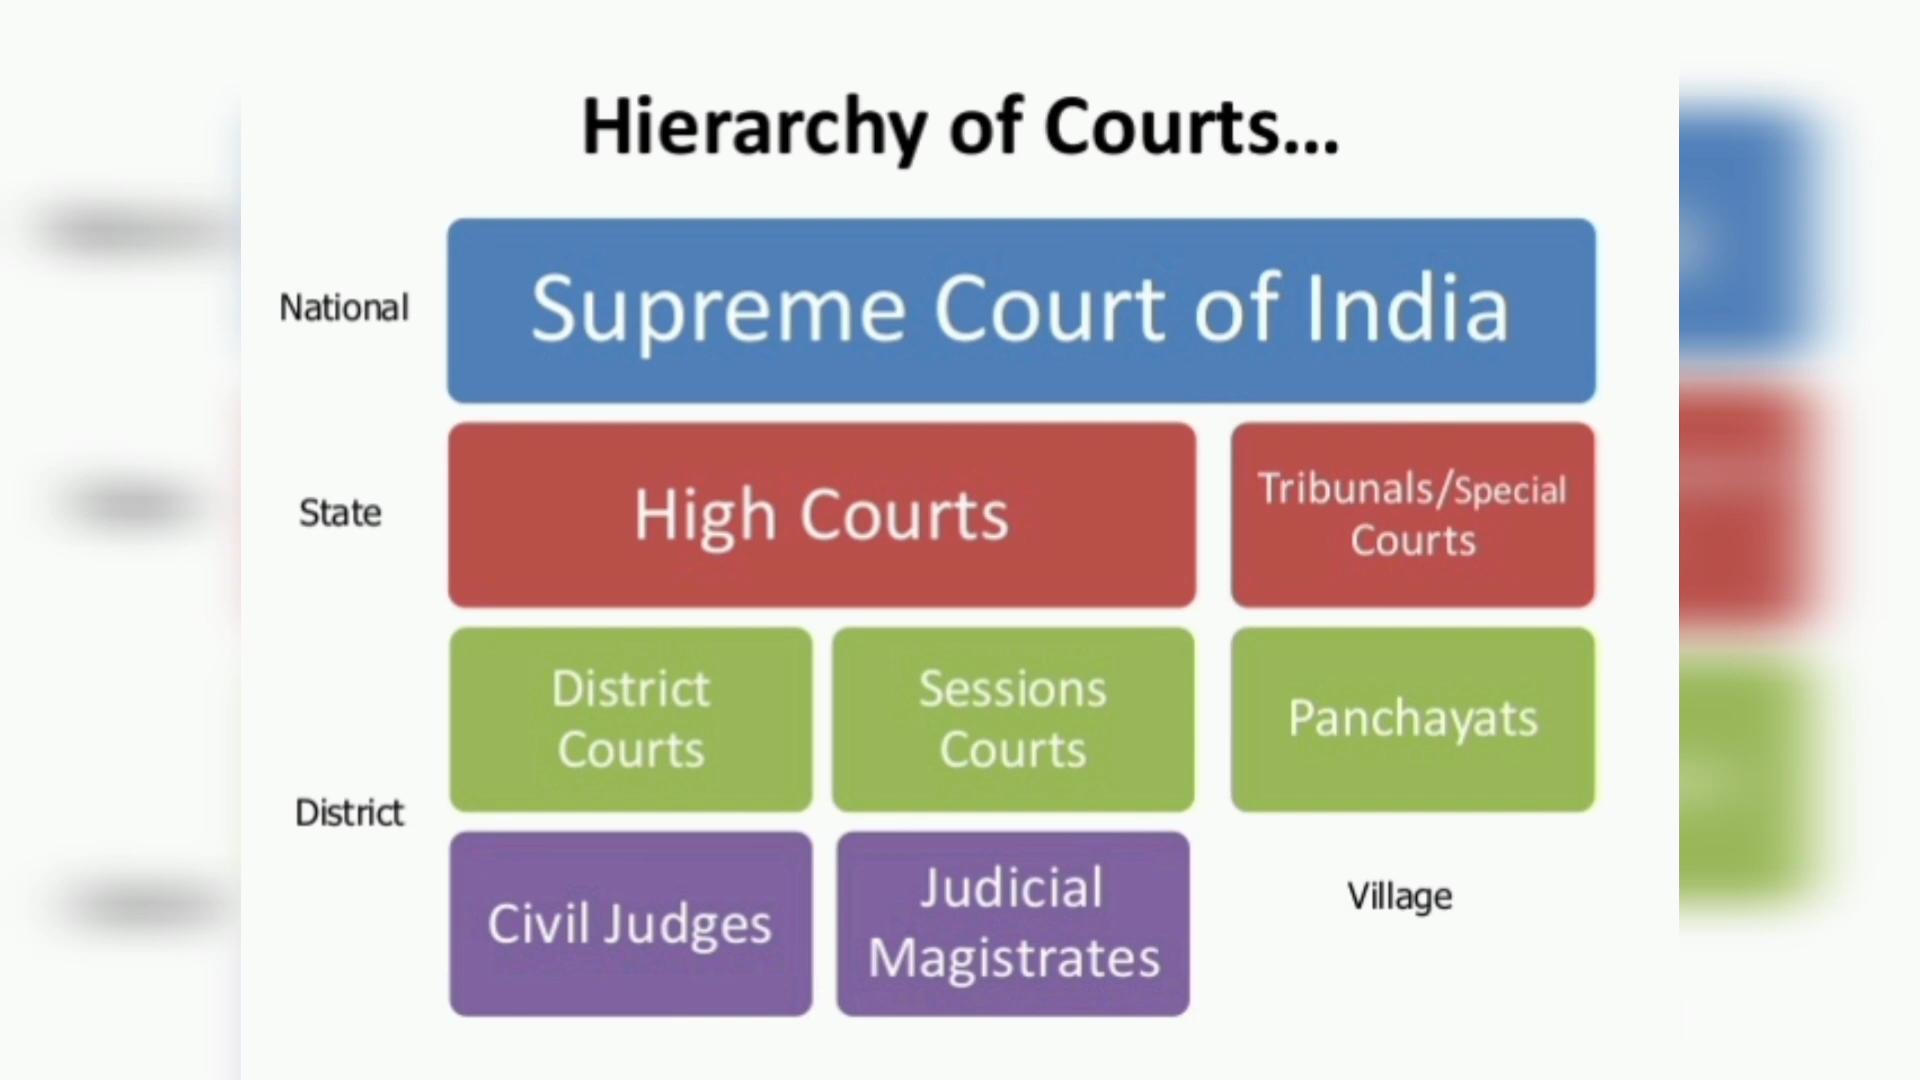 Hierarchy of Courts...
National
Supreme Court of India
State
High Courts
Tribunals/Special
Courts
District
District
Courts
Sessions
Courts
Panchayats
Civil Judges
Judicial
Magistrates
Village